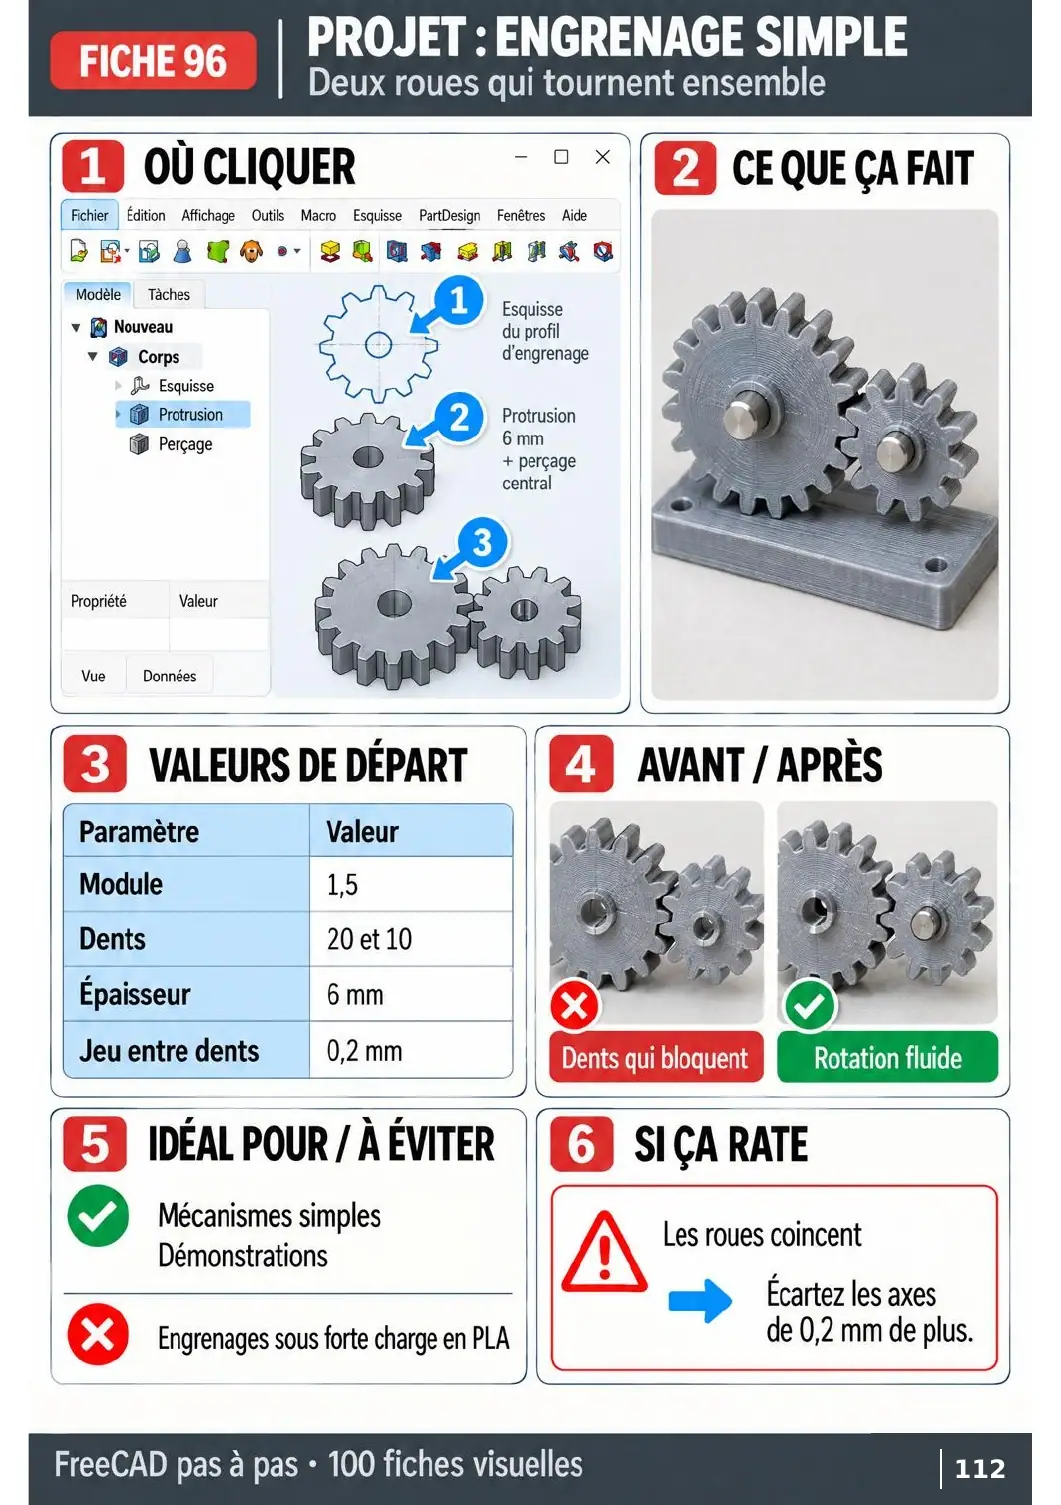 FICHE 96
PROJET : ENGRENAGE SIMPLE
Deux roues qui tournent ensemble
1 OÙ CLIQUER
Fichier Édition Affichage Outils Macro Esquisse PartDesign Fenêtres Aide
Modèle Tâches
Nouveau
Corps
Esquisse
Protrusion
Perçage
Propriété Valeur
Vue Données
1
Esquisse
du profil
d'engrenage
2
Protrusion
6 mm
+ perçage
central
3
2 CE QUE ÇA FAIT
3 VALEURS DE DÉPART
Paramètre Valeur
Module 1,5
Dents 20 et 10
Épaisseur 6 mm
Jeu entre dents 0,2 mm
4 AVANT / APRÈS
Dents qui bloquent
Rotation fluide
5 IDÉAL POUR / À ÉVITER
Mécanismes simples
Démonstrations
Engrenages sous forte charge en PLA
6 SI ÇA RATE
Les roues coincent
Écartez les axes
de 0,2 mm de plus.
FreeCAD pas à pas • 100 fiches visuelles
112